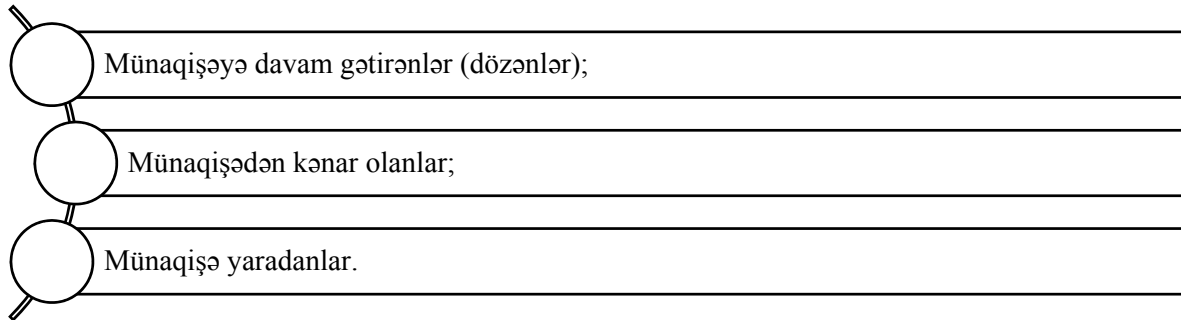 Münaqişəyə davam gətirənlər (dözənlər);
Münaqişədən kənar olanlar;
Münaqişə yaradanlar.